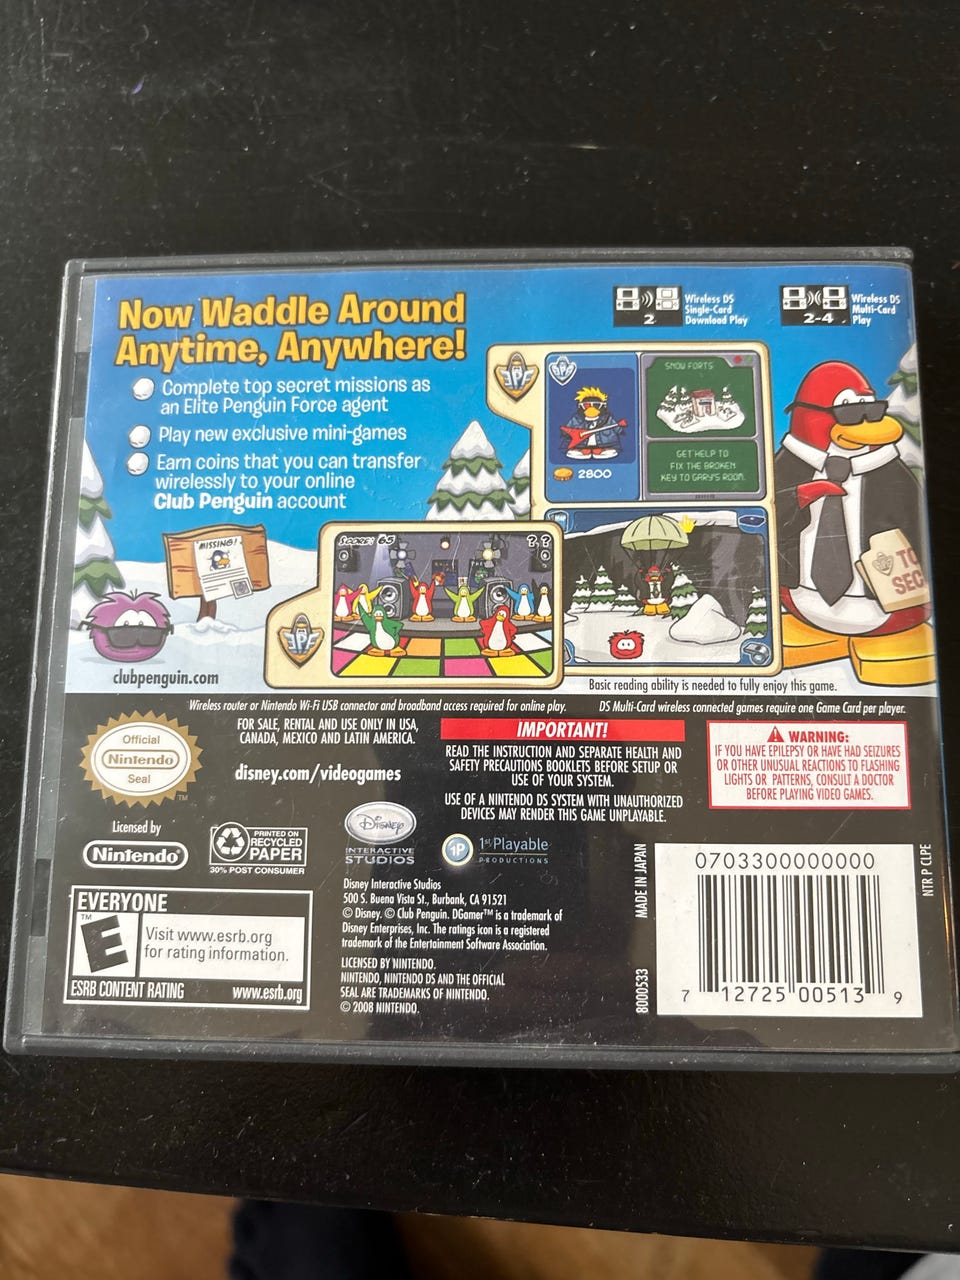 Now Waddle Around
Anytime, Anywhere!
Complete top secret missions as
an Elite Penguin Force agent
Play new exclusive mini-games
Earn coins that you can transfer
wirelessly to your online
Club Penguin account
2
Wireless DS
Single-Card
Download Play
2-4
Wireless DS
Multi-Card
Play
SNOW FORTS
2800
GET HELP TO
FIX THE BROKEN
KEY TO GARY'S ROOM.
MISSING!
SCORE: 65
??
TO
SEC
clubpenguin.com
Basic reading ability is needed to fully enjoy this game.
Wireless router or Nintendo Wi-Fi USB connector and broadband access required for online play.
DS Multi-Card wireless connected games require one Game Card per player.
Official
Nintendo
Seal
TM
FOR SALE, RENTAL AND USE ONLY IN USA,
CANADA, MEXICO AND LATIN AMERICA.
disney.com/videogames
IMPORTANT!
READ THE INSTRUCTION AND SEPARATE HEALTH AND
SAFETY PRECAUTIONS BOOKLETS BEFORE SETUP OR
USE OF YOUR SYSTEM.
USE OF A NINTENDO DS SYSTEM WITH UNAUTHORIZED
DEVICES MAY RENDER THIS GAME UNPLAYABLE.
WARNING:
IF YOU HAVE EPILEPSY OR HAVE HAD SEIZURES
OR OTHER UNUSUAL REACTIONS TO FLASHING
LIGHTS OR PATTERNS, CONSULT A DOCTOR
BEFORE PLAYING VIDEO GAMES.
Licensed by
Nintendo
PRINTED ON
RECYCLED
PAPER
30% POST CONSUMER
Disney
INTERACTIVE
STUDIOS
1P
1st Playable
PRODUCTIONS
EVERYONE
E
TM
Visit www.esrb.org
for rating information.
ESRB CONTENT RATING
www.esrb.org
Disney Interactive Studios
500 S. Buena Vista St., Burbank, CA 91521
© Disney. © Club Penguin. DGamer™ is a trademark of
Disney Enterprises, Inc. The ratings icon is a registered
trademark of the Entertainment Software Association.
LICENSED BY NINTENDO.
NINTENDO, NINTENDO DS AND THE OFFICIAL
SEAL ARE TRADEMARKS OF NINTENDO.
© 2008 NINTENDO.
MADE IN JAPAN
8000533
0703300000000
7 12725 00513 9
NTR P CLPE